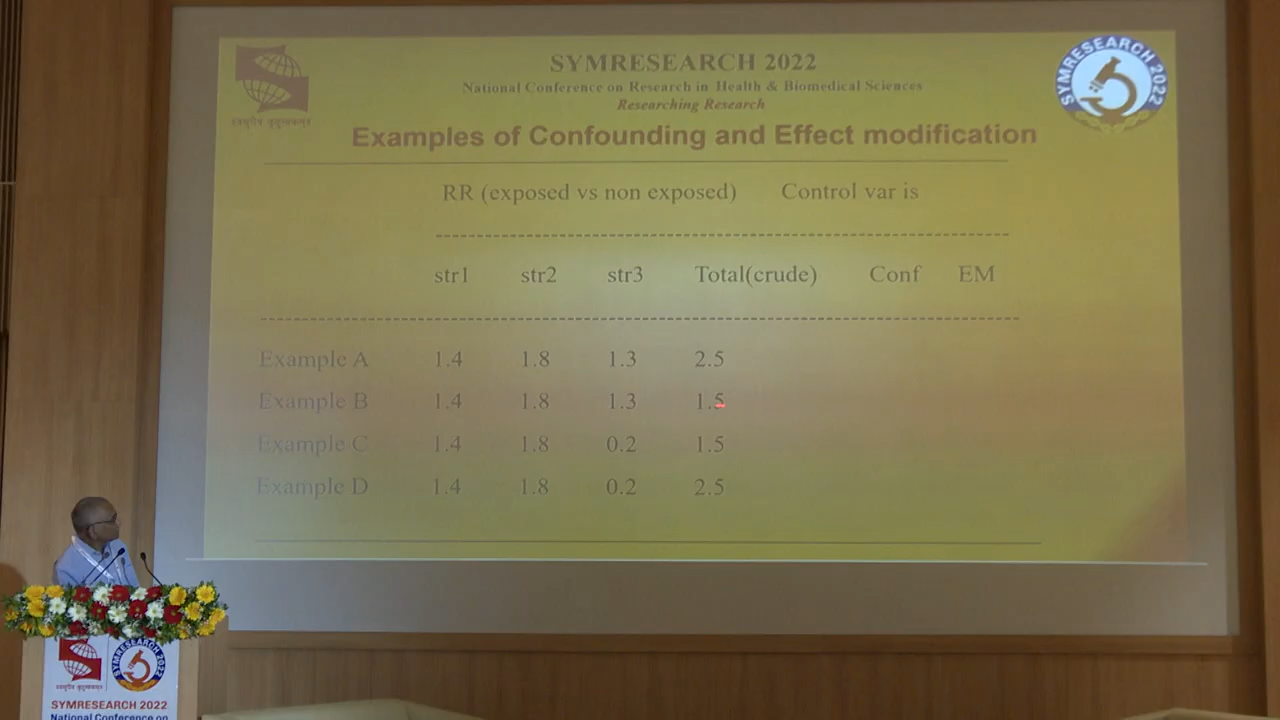 SYMRESEARCH 2022
National Conference on Research in Health & Biomedical Sciences
Researching Research
SYMRESEARCH 2022
Examples of Confounding and Effect modification
RR (exposed vs non exposed) Control var is
str1 str2 str3 Total(crude) Conf EM
Example A 1.4 1.8 1.3 2.5
Example B 1.4 1.8 1.3 1.5
Example C 1.4 1.8 0.2 1.5
Example D 1.4 1.8 0.2 2.5
SYMRESEARCH 2022
SYMRESEARCH 2022
National Conference on